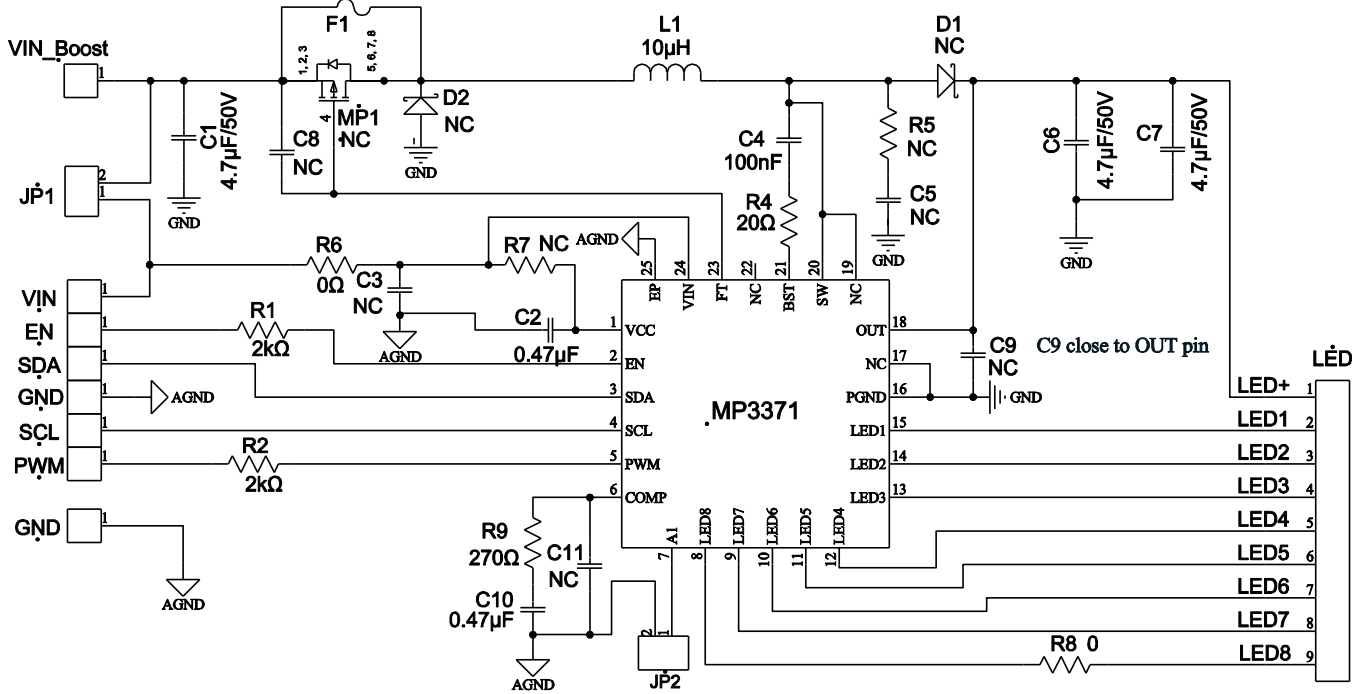 F1
L1
10µH
D1
NC
VIN_Boost
1
1, 2, 3
5, 6, 7, 8
4
MP1
NC
D2
NC
GND
C1
4.7µF/50V
GND
C8
NC
C4
100nF
R4
20Ω
R5
NC
C5
NC
GND
C6
4.7µF/50V
C7
4.7µF/50V
GND
JP1
2
1
R6
0Ω
C3
NC
AGND
R7 NC
AGND
C2
0.47µF
25
24
23
22
21
20
19
EP
VIN
FT
NC
BST
SW
NC
VIN
1
EN
1
R1
2kΩ
SDA
1
GND
1
AGND
SCL
1
PWM
1
R2
2kΩ
GND
1
AGND
1
VCC
2
EN
3
SDA
4
SCL
5
PWM
6
COMP
MP3371
OUT
18
NC
17
PGND
16
LED1
15
LED2
14
LED3
13
C9
NC
C9 close to OUT pin
GND
A1
LED8
LED7
LED6
LED5
LED4
7
8
9
10
11
12
R9
270Ω
C11
NC
C10
0.47µF
AGND
2
1
JP2
R8 0
LED
LED+
1
LED1
2
LED2
3
LED3
4
LED4
5
LED5
6
LED6
7
LED7
8
LED8
9